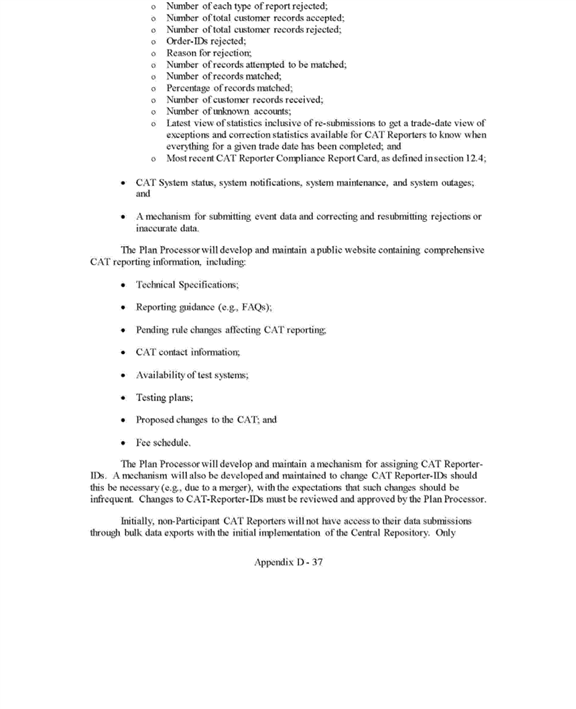 o Number of each type of report rejected;
o Number of total customer records accepted;
o Number of total customer records rejected;
o Order-IDs rejected;
o Reason for rejection;
o Number of records attempted to be matched;
o Number of records matched;
o Percentage of records matched;
o Number of customer records received;
o Number of unknown accounts;
o Latest view of statistics inclusive of re-submissions to get a trade-date view of
exceptions and correction statistics available for CAT Reporters to know when
everything for a given trade date has been completed; and
o Most recent CAT Reporter Compliance Report Card, as defined in section 12.4;
• CAT System status, system notifications, system maintenance, and system outages;
and
• A mechanism for submitting event data and correcting and resubmitting rejections or
inaccurate data.
The Plan Processor will develop and maintain a public website containing comprehensive
CAT reporting information, including:
• Technical Specifications;
• Reporting guidance (e.g., FAQs);
• Pending rule changes affecting CAT reporting;
• CAT contact information;
• Availability of test systems;
• Testing plans;
• Proposed changes to the CAT; and
• Fee schedule.
The Plan Processor will develop and maintain a mechanism for assigning CAT Reporter-
IDs. A mechanism will also be developed and maintained to change CAT Reporter-IDs should
this be necessary (e.g., due to a merger), with the expectations that such changes should be
infrequent. Changes to CAT-Reporter-IDs must be reviewed and approved by the Plan Processor.
Initially, non-Participant CAT Reporters will not have access to their data submissions
through bulk data exports with the initial implementation of the Central Repository. Only
Appendix D - 37